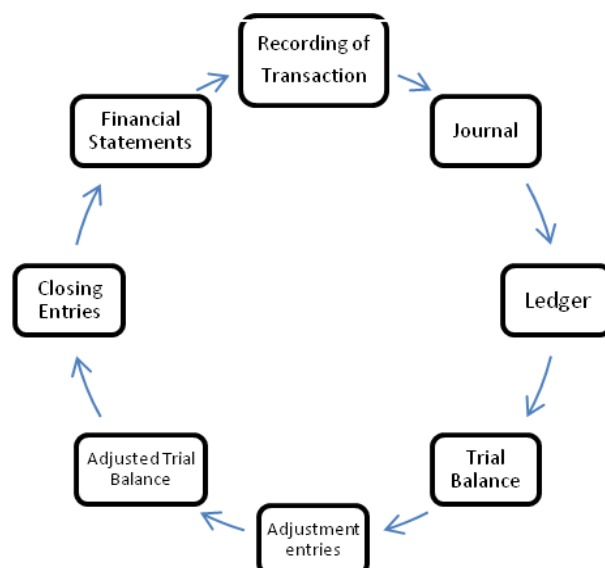 Recording of
Transaction
Journal
Ledger
Trial
Balance
Adjustment
entries
Adjusted Trial
Balance
Closing
Entries
Financial
Statements